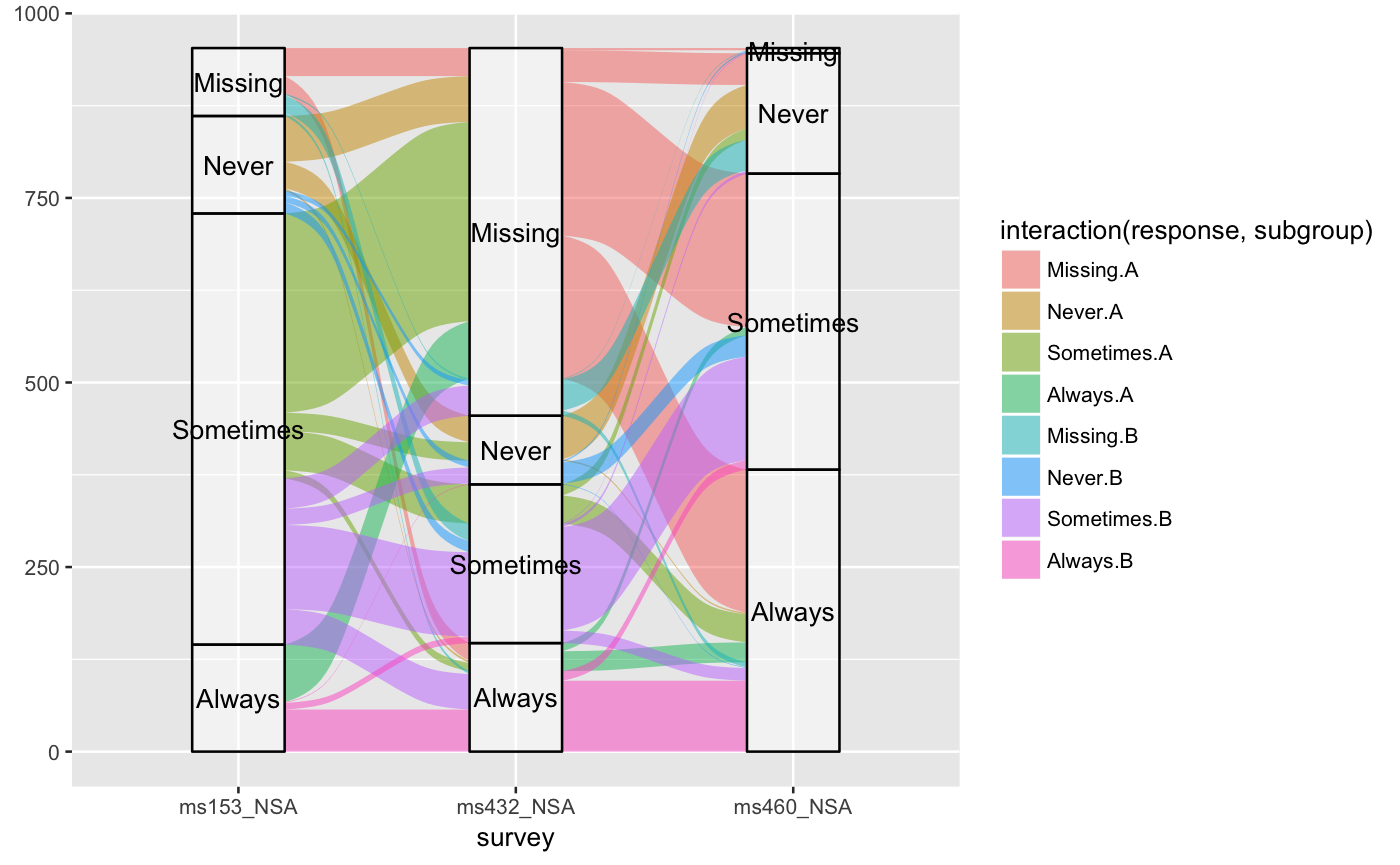 1000
750
500
250
0
Missing
Never
Sometimes
Always
Missing
Never
Sometimes
Always
Missing
Never
Sometimes
Always
ms153_NSA
ms432_NSA
ms460_NSA
survey
interaction(response, subgroup)
Missing.A
Never.A
Sometimes.A
Always.A
Missing.B
Never.B
Sometimes.B
Always.B